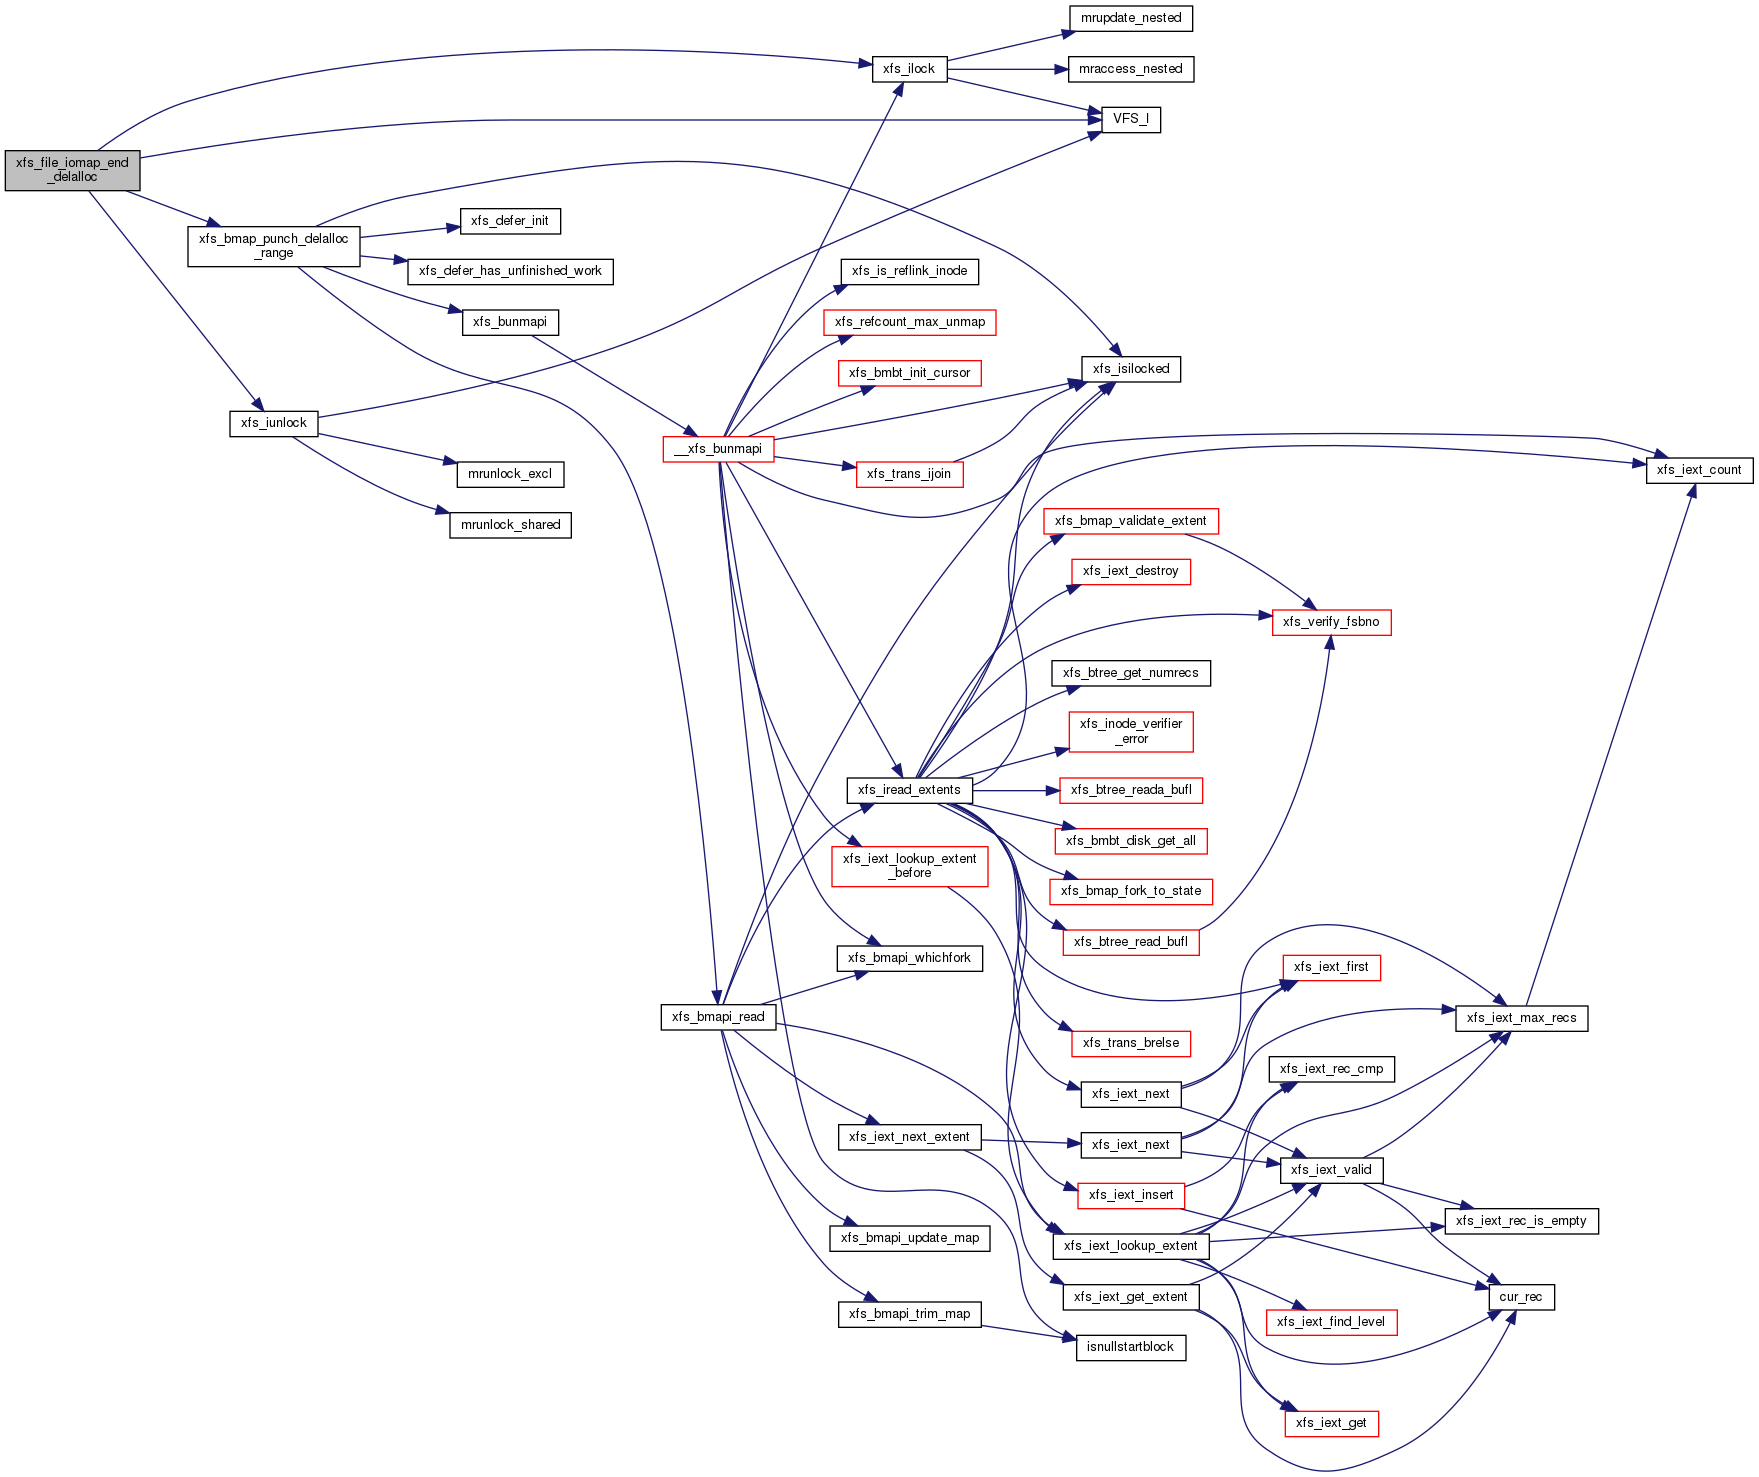 xfs_file_iomap_end
_delalloc
xfs_bmap_punch_delalloc
_range
xfs_iunlock
xfs_defer_init
xfs_defer_has_unfinished_work
xfs_bunmapi
mrunlock_excl
mrunlock_shared
__xfs_bunmapi
xfs_bmapi_read
xfs_ilock
xfs_is_reflink_inode
xfs_refcount_max_unmap
xfs_bmbt_init_cursor
xfs_trans_ijoin
xfs_iread_extents
xfs_iext_lookup_extent
_before
xfs_bmapi_whichfork
xfs_iext_next_extent
xfs_bmapi_update_map
xfs_bmapi_trim_map
mrupdate_nested
mraccess_nested
VFS_I
xfs_isilocked
xfs_bmap_validate_extent
xfs_iext_destroy
xfs_btree_get_numrecs
xfs_inode_verifier
_error
xfs_btree_reada_bufl
xfs_bmbt_disk_get_all
xfs_bmap_fork_to_state
xfs_btree_read_bufl
xfs_trans_brelse
xfs_iext_next
xfs_iext_next
xfs_iext_insert
xfs_iext_lookup_extent
xfs_iext_get_extent
isnullstartblock
xfs_verify_fsbno
xfs_iext_first
xfs_iext_rec_cmp
xfs_iext_valid
xfs_iext_find_level
xfs_iext_get
xfs_iext_max_recs
xfs_iext_rec_is_empty
cur_rec
xfs_iext_count